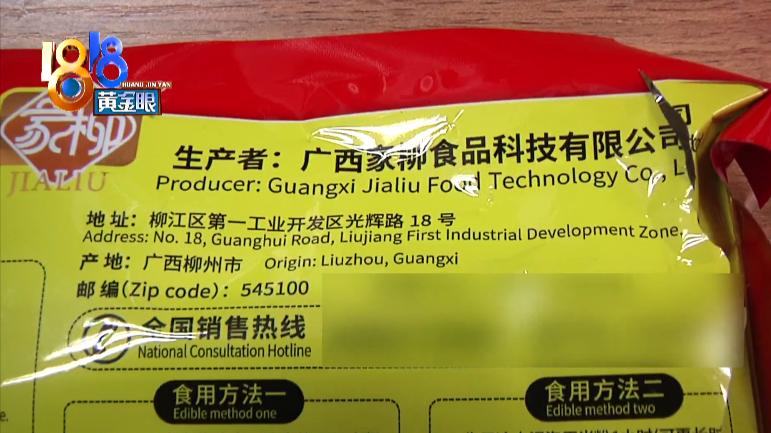 1818
HUANG JIN YAN
黄金眼
家柳
JIALIU
生产者：广西家柳食品科技有限公司
Producer: Guangxi Jialiu Food Technology Co., L
地 址：柳江区第一工业开发区光辉路 18 号
Address: No. 18, Guanghui Road, Liujiang First Industrial Development Zone,
产 地：广西柳州市 Origin: Liuzhou, Guangxi
邮 编(Zip code)：545100
全国销售热线
National Consultation Hotline
食用方法一
Edible method one
食用方法二
Edible method two